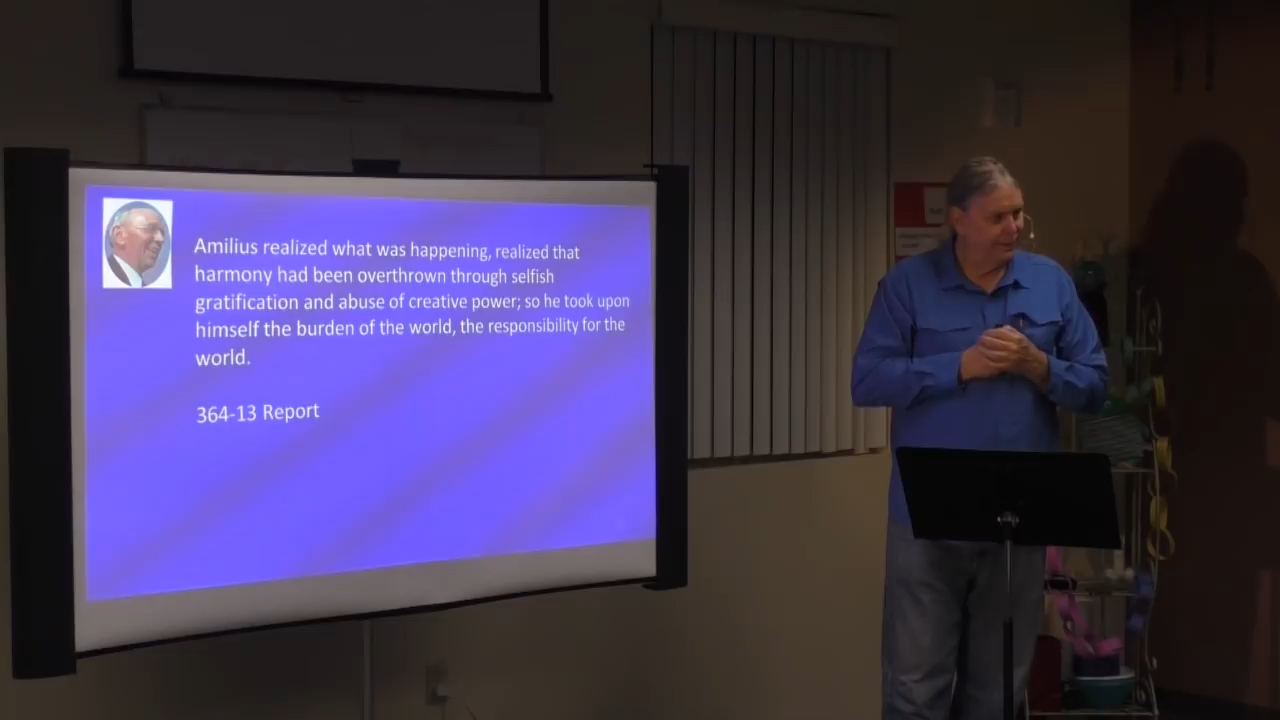 Amilius realized what was happening, realized that
harmony had been overthrown through selfish
gratification and abuse of creative power; so he took upon
himself the burden of the world, the responsibility for the
world.
364-13 Report